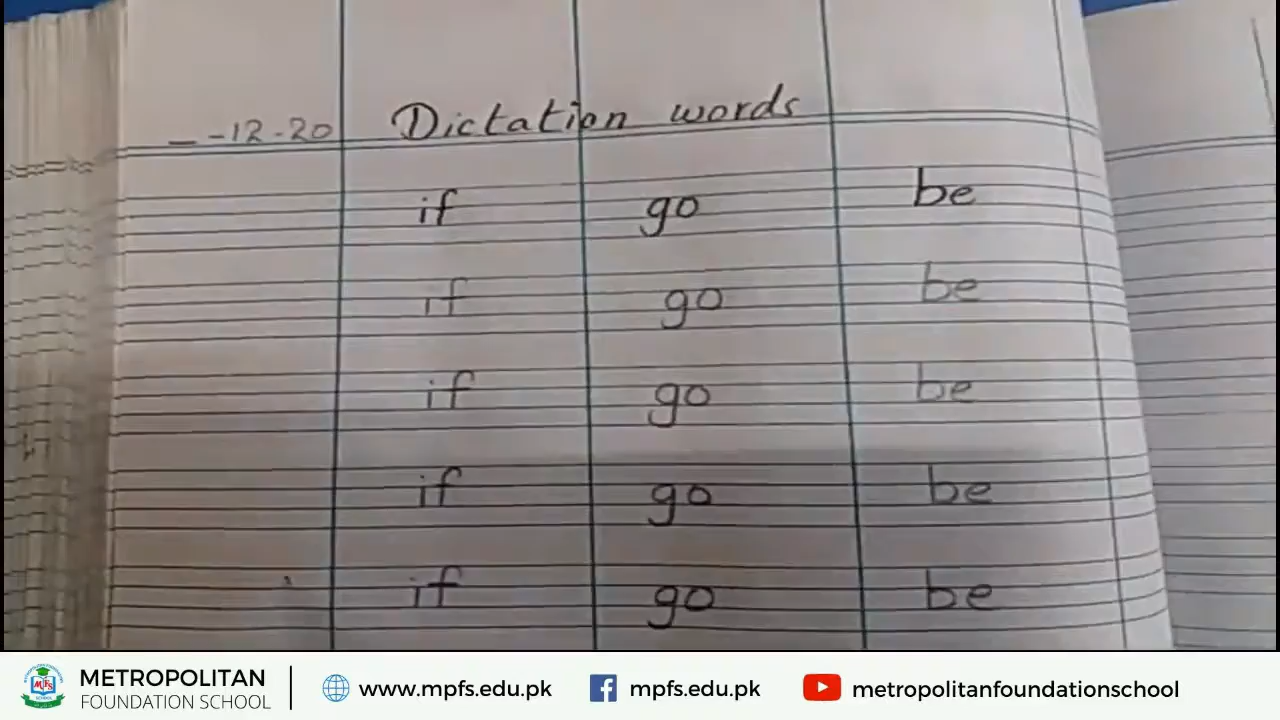 _-12-20 Dictation words
if go be
if go be
if go be
if go be
if go be
METROPOLITAN
FOUNDATION SCHOOL
www.mpfs.edu.pk mpfs.edu.pk metropolitanfoundationschool